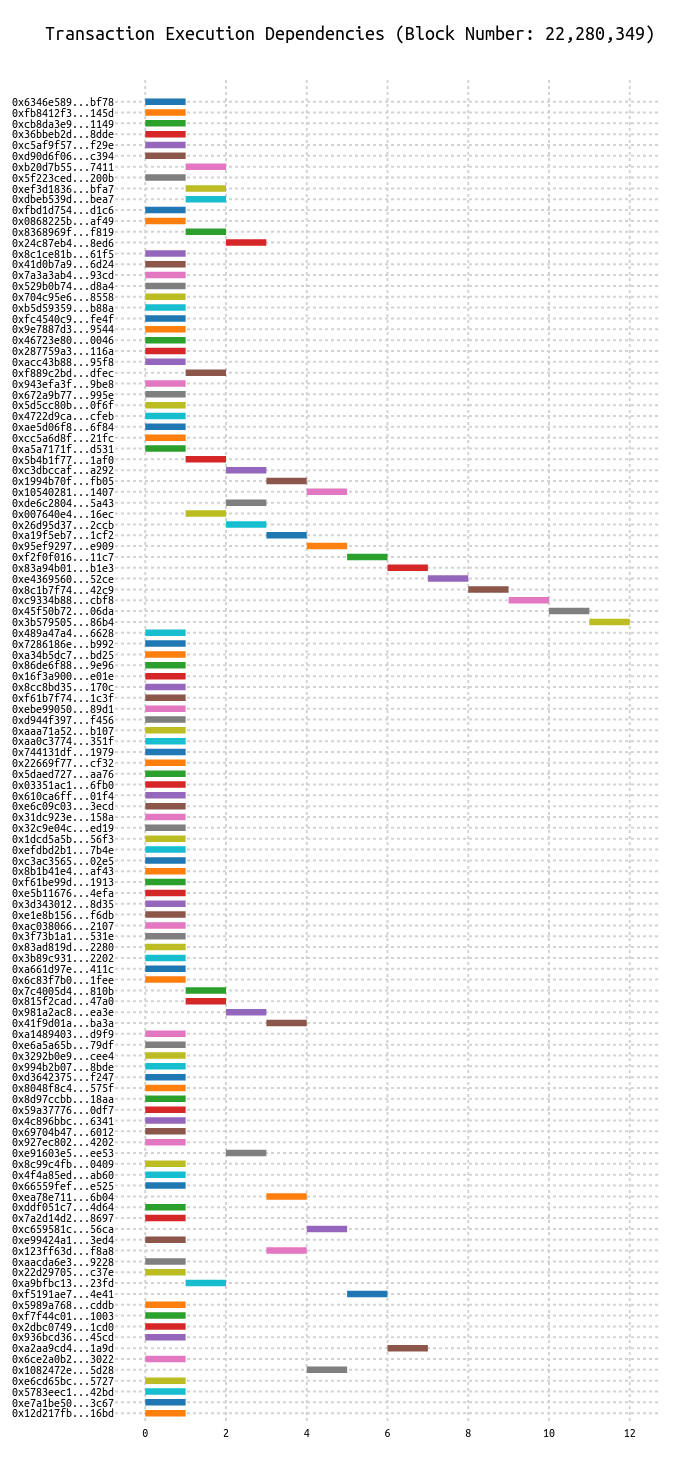 Transaction Execution Dependencies (Block Number: 22,280,349)
0x6346e589...bf78
0xfb8412f3...145d
0xcb8da3e9...1149
0x36bbeb2d...8dde
0xc5af9f57...f29e
0xd90d6f06...c394
0xb20d7b55...7411
0x5f223ced...200b
0xef3d1836...bfa7
0xdbeb539d...bea7
0xfbd1d754...d1c6
0x0868225b...af49
0x8368969f...f819
0x24c87eb4...8ed6
0x8c1ce81b...61f5
0x41d0b7a9...6d24
0x7a3a3ab4...93cd
0x529b0b74...d8a4
0x704c95e6...8558
0xb5d59359...b88a
0xfc4540c9...fe4f
0x9e7887d3...9544
0x46723e80...0046
0x287759a3...116a
0xacc43b88...95f8
0xf889c2bd...dfec
0x943efa3f...9be8
0x672a9b77...995e
0x5d5cc80b...0f6f
0x4722d9ca...cfeb
0xae5d06f8...6f84
0xcc5a6d8f...21fc
0xa5a7171f...d531
0x5b4b1f77...1af0
0xc3dbccaf...a292
0x1994b70f...fb05
0x10540281...1407
0xde6c2804...5a43
0x007640e4...16ec
0x26d95d37...2ccb
0xa19f5eb7...1cf2
0x95ef9297...e909
0xf2f0f016...11c7
0x83a94b01...b1e3
0xe4369560...52ce
0x8c1b7f74...42c9
0xc9334b88...cbf8
0x45f50b72...06da
0x3b579505...86b4
0x489a47a4...6628
0x7286186e...b992
0xa34b5dc7...bd25
0x86de6f88...9e96
0x16f3a900...e01e
0x8cc8bd35...170c
0xf61b7f74...1c3f
0xebe99050...89d1
0xd944f397...f456
0xaaa71a52...b107
0xaa0c3774...351f
0x744131df...1979
0x22669f77...cf32
0x5daed727...aa76
0x03351ac1...6fb0
0x610ca6ff...01f4
0xe6c09c03...3ecd
0x31dc923e...158a
0x32c9e04c...ed19
0x1dcd5a5b...56f3
0xefdbd2b1...7b4e
0xc3ac3565...02e5
0x8b1b41e4...af43
0xf61be99d...1913
0xe5b11676...4efa
0x3d343012...8d35
0xe1e8b156...f6db
0xac038066...2107
0x3f73b1a1...531e
0x83ad819d...2280
0x3b89c931...2202
0xa661d97e...411c
0x6c83f7b0...1fee
0x7c4005d4...810b
0x815f2cad...47a0
0x981a2ac8...ea3e
0x41f9d01a...ba3a
0xa1489403...d9f9
0xe6a5a65b...79df
0x3292b0e9...cee4
0x994b2b07...8bde
0xd3642375...f247
0x8048f8c4...575f
0x8d97ccbb...18aa
0x59a37776...0df7
0x4c896bbc...6341
0x69704b47...6012
0x927ec802...4202
0xe91603e5...ee53
0x8c99c4fb...0409
0x4f4a85ed...ab60
0x66559fef...e525
0xea78e711...6b04
0xddf051c7...4d64
0x7a2d14d2...8697
0xc659581c...56ca
0xe99424a1...3ed4
0x123ff63d...f8a8
0xaacda6e3...9228
0x22d29705...c37e
0xa9bfbc13...23fd
0xf5191ae7...4e41
0x5989a768...cddb
0xf7f44c01...1003
0x2dbc0749...1cd0
0x936bcd36...45cd
0xa2aa9cd4...1a9d
0x6ce2a0b2...3022
0x1082472e...5d28
0xe6cd65bc...5727
0x5783eec1...42bd
0xe7a1be50...3c67
0x12d217fb...16bd
0 2 4 6 8 10 12